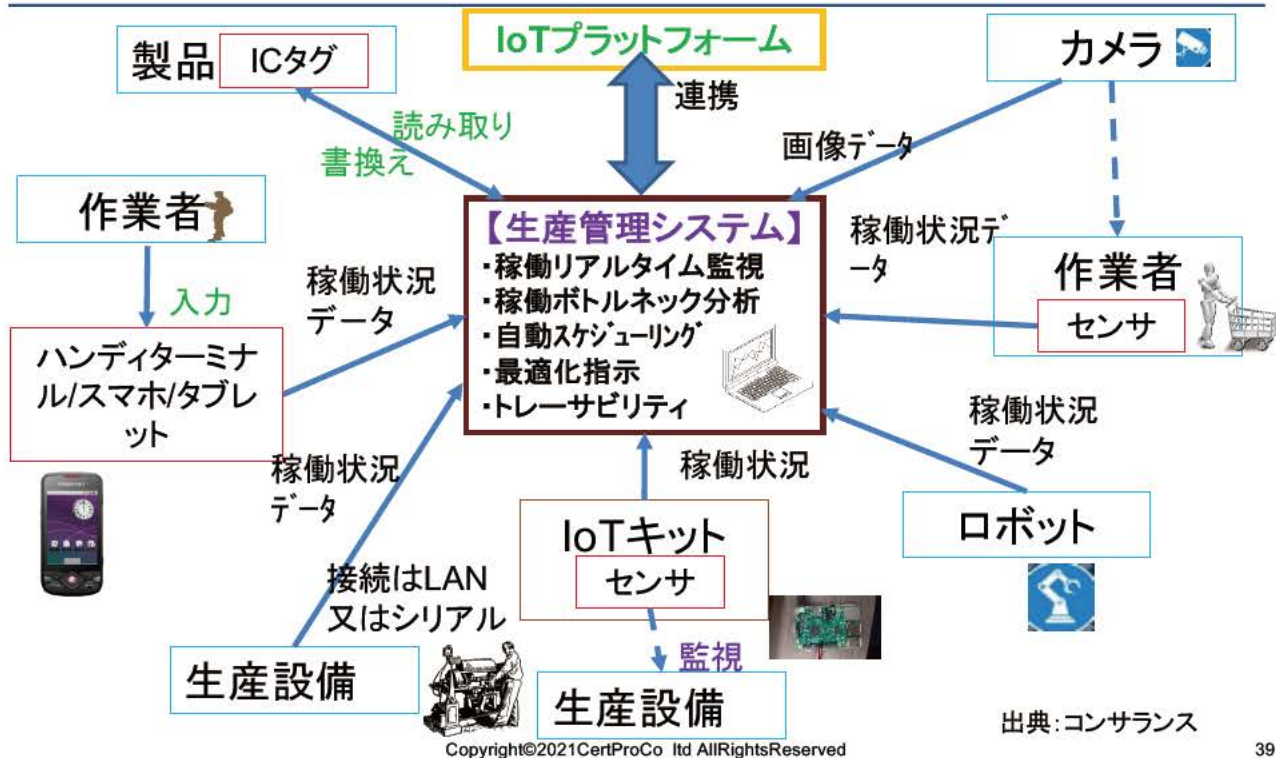 IoTプラットフォーム
製品
ICタグ
カメラ
連携
読み取り
書換え
画像データ
作業者
【生産管理システム】
・稼働リアルタイム監視
・稼働ボトルネック分析
・自動スケジューリング
・最適化指示
・トレーサビリティ
稼働状況デ
ータ
作業者
センサ
入力
稼働状況
データ
ハンディターミナ
ル/スマホ/タブレ
ット
稼働状況
データ
稼働状況
データ
稼働状況
IoTキット
センサ
ロボット
接続はLAN
又はシリアル
監視
生産設備
生産設備
出典:コンサランス
Copyright©2021CertProCo ltd AllRightsReserved
39